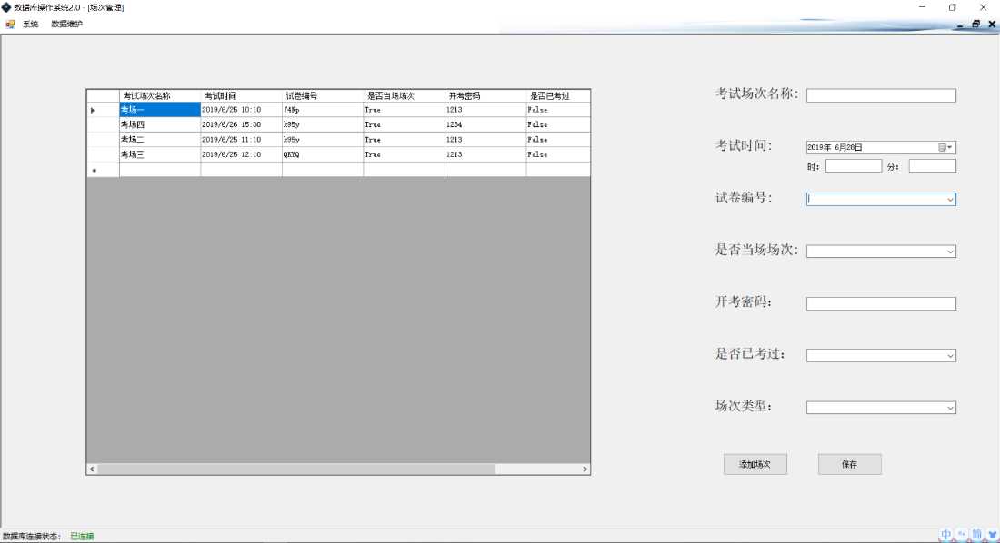 数据库操作系统2.0 - [场次管理]
系统 数据维护
考试场次名称 考试时间 试卷编号 是否当场场次 开考密码 是否已考过
考场一 2019/6/25 10:10 74Np True 1213 False
考场四 2019/6/26 15:30 k95y True 1234 False
考场二 2019/6/25 11:10 k95y True 1213 False
考场三 2019/6/25 12:10 QKYQ True 1213 False
考试场次名称：
考试时间： 2019年 6月28日
时： 分：
试卷编号：
是否当场场次：
开考密码：
是否已考过：
场次类型：
添加场次 保存
数据库连接状态： 已连接
中 简